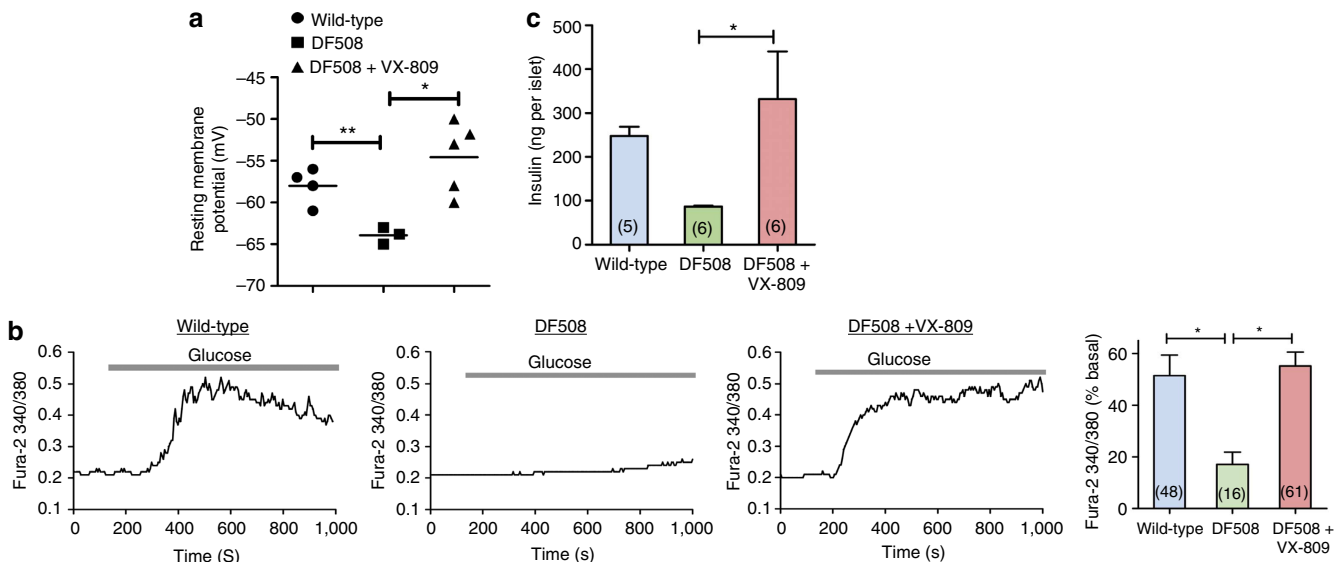 a
Wild-type
DF508
DF508 + VX-809
–45
–50
–55
–60
–65
–70
Resting membrane
potential (mV)
**
*
c
500
400
300
200
100
0
Insulin (ng per islet)
*
(5)
(6)
(6)
Wild-type
DF508
DF508 +
VX-809
b
Wild-type
Glucose
0.6
0.5
0.4
0.3
0.2
0.1
Fura-2 340/380
0
200
400
600
800
1,000
Time (S)
DF508
Glucose
0.6
0.5
0.4
0.3
0.2
0.1
Fura-2 340/380
0
200
400
600
800
1,000
Time (s)
DF508 +VX-809
Glucose
0.6
0.5
0.4
0.3
0.2
0.1
Fura-2 340/380
0
200
400
600
800
1,000
Time (s)
*
*
60
40
20
0
Fura-2 340/380 (% basal)
(48)
(16)
(61)
Wild-type
DF508
DF508 +
VX-809